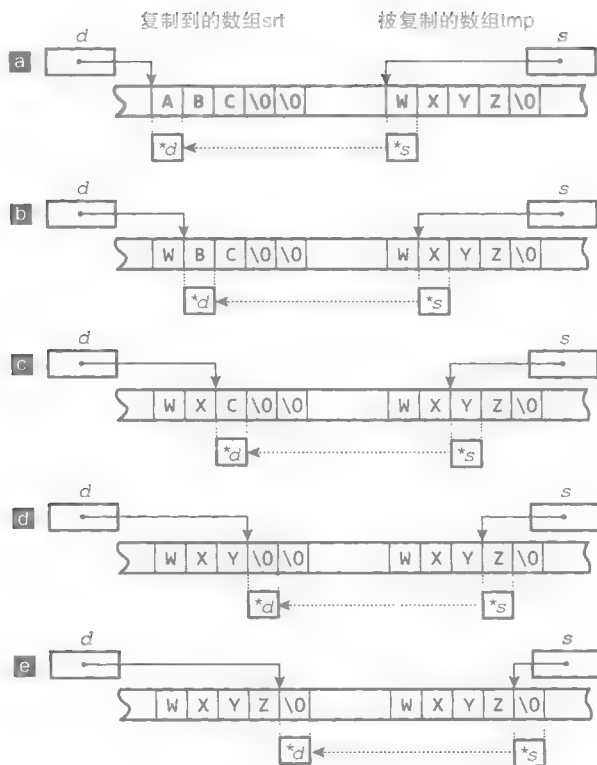 复制到的数组srt 被复制的数组tmp
d s
a
A B C \0 \0 W X Y Z \0
*d *s
d s
b
W B C \0 \0 W X Y Z \0
*d *s
d s
c
W X C \0 \0 W X Y Z \0
*d *s
d s
d
W X Y \0 \0 W X Y Z \0
*d *s
d s
e
W X Y Z \0 W X Y Z \0
*d *s